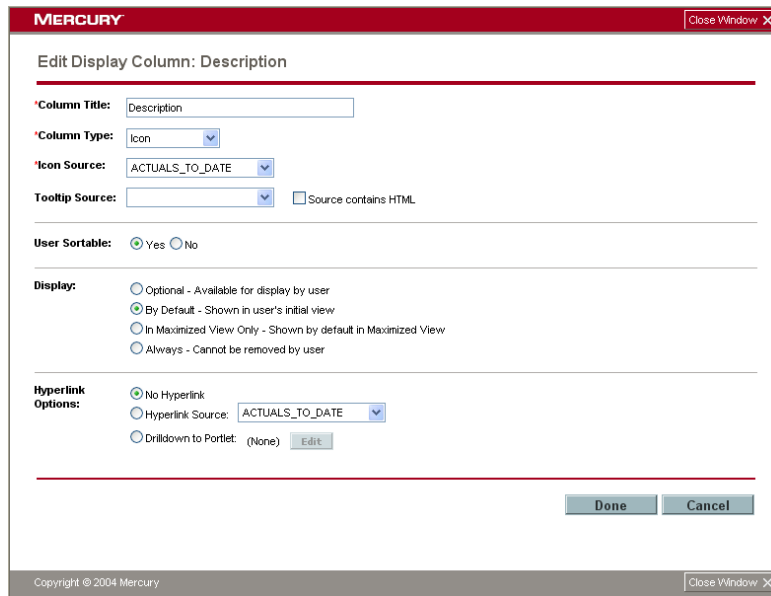 MERCURY
Close Window X
Edit Display Column: Description
*Column Title: Description
*Column Type: Icon
*Icon Source: ACTUALS_TO_DATE
Tooltip Source: Source contains HTML
User Sortable: Yes No
Display: Optional - Available for display by user
By Default - Shown in user's initial view
In Maximized View Only - Shown by default in Maximized View
Always - Cannot be removed by user
Hyperlink Options: No Hyperlink
Hyperlink Source: ACTUALS_TO_DATE
Drilldown to Portlet: (None) Edit
Done Cancel
Copyright © 2004 Mercury
Close Window X